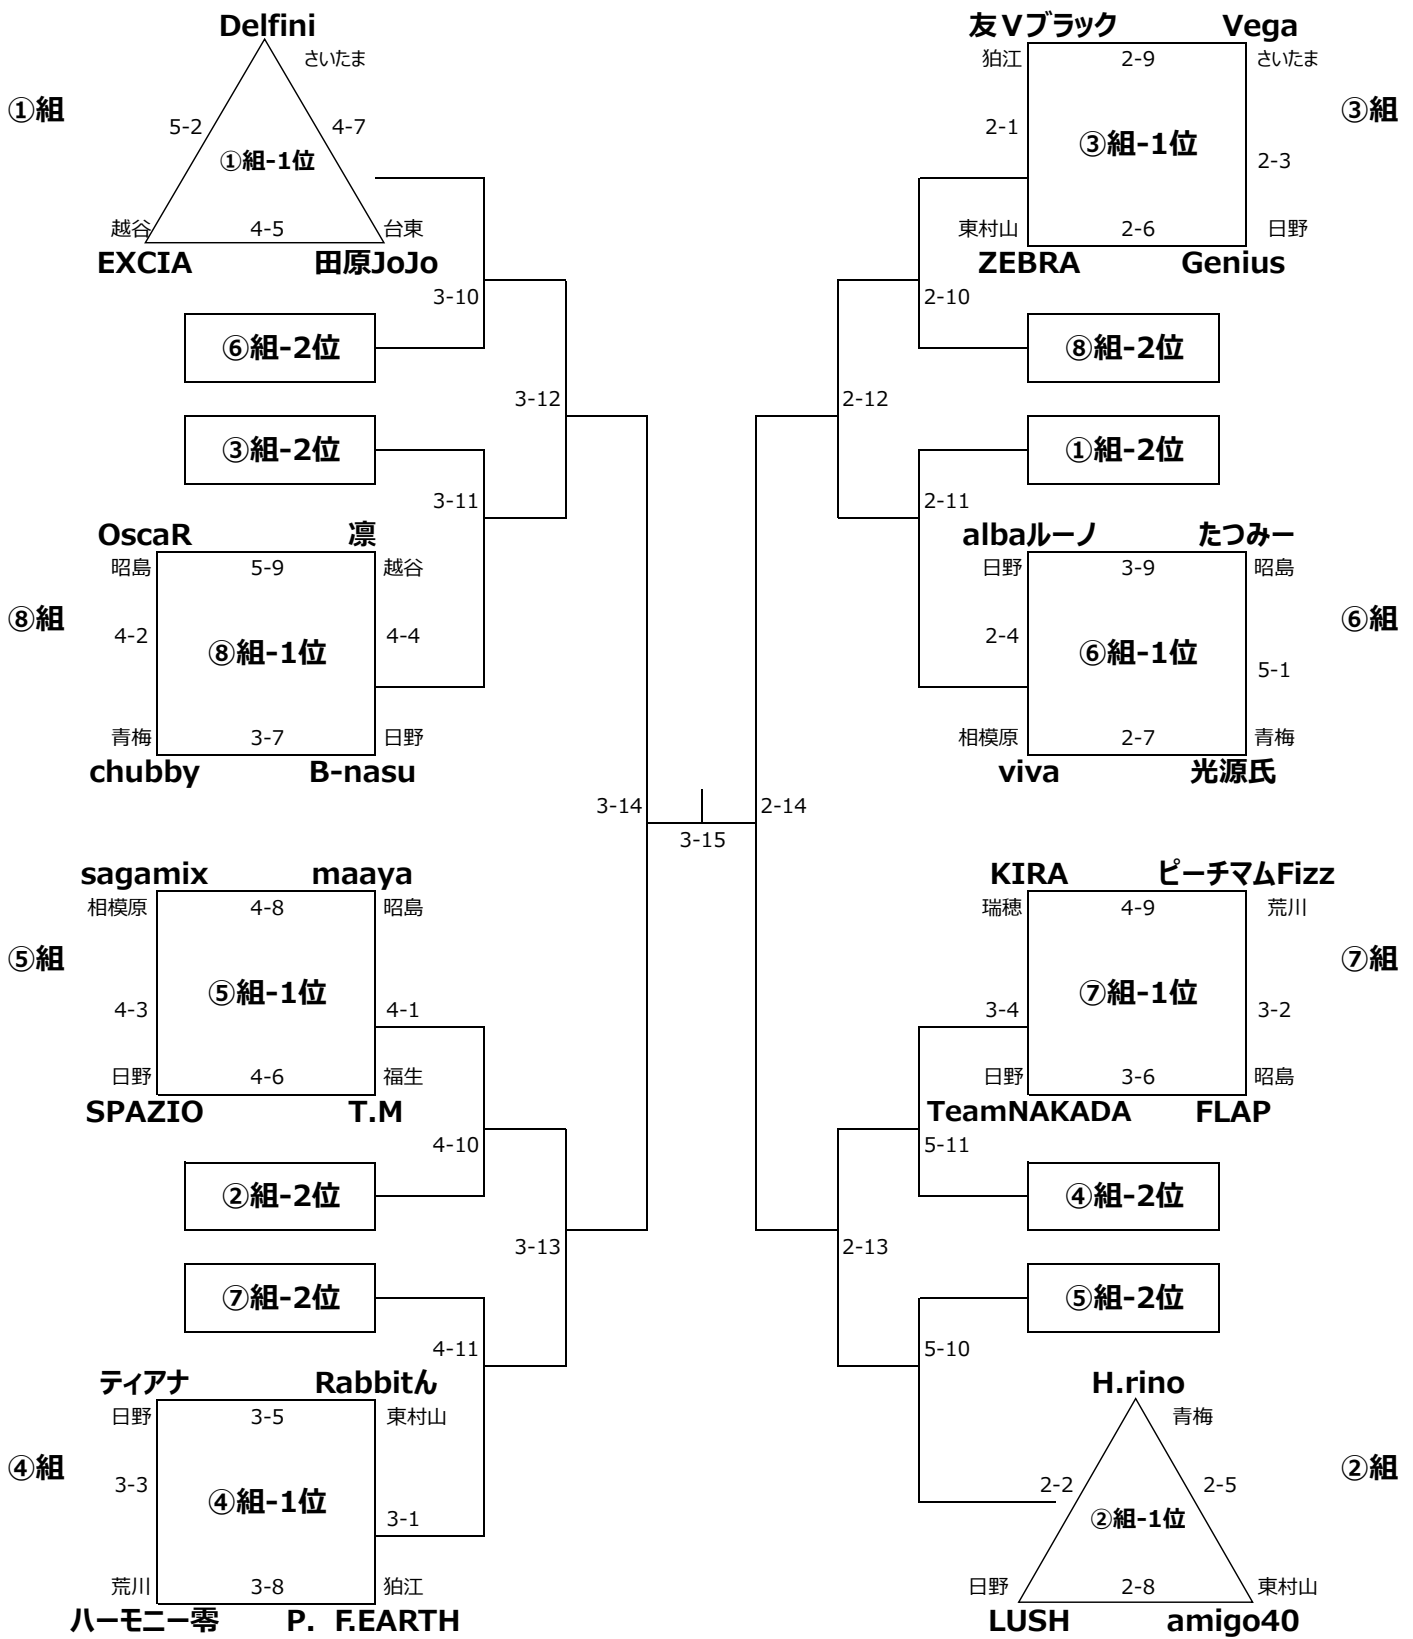 Delfini
さいたま
①組
5-2
4-7
①組-1位
越谷
4-5
台東
EXCIA
田原JoJo
3-10
⑥組-2位
3-12
③組-2位
3-11
OscaR
凛
昭島
5-9
越谷
⑧組
4-2
⑧組-1位
4-4
青梅
3-7
日野
chubby
B-nasu
3-14
sagamix
maaya
相模原
4-8
昭島
⑤組
⑤組-1位
4-3
4-1
日野
4-6
福生
SPAZIO
T.M
4-10
②組-2位
3-13
⑦組-2位
4-11
ティアナ
Rabbitん
日野
3-5
東村山
④組
3-3
④組-1位
3-1
荒川
3-8
狛江
ハーモニー零
P. F.EARTH
3-15
友Vブラック
Vega
狛江
2-9
さいたま
③組
2-1
③組-1位
2-3
東村山
2-6
日野
ZEBRA
Genius
2-10
⑧組-2位
2-12
①組-2位
2-11
albaルーノ
たつみー
日野
3-9
昭島
⑥組
2-4
⑥組-1位
5-1
相模原
2-7
青梅
viva
光源氏
2-14
KIRA
ピーチマムFizz
瑞穂
4-9
荒川
⑦組
⑦組-1位
3-4
3-2
日野
3-6
昭島
TeamNAKADA
FLAP
5-11
④組-2位
2-13
⑤組-2位
5-10
H.rino
青梅
②組
2-2
2-5
②組-1位
日野
2-8
東村山
LUSH
amigo40